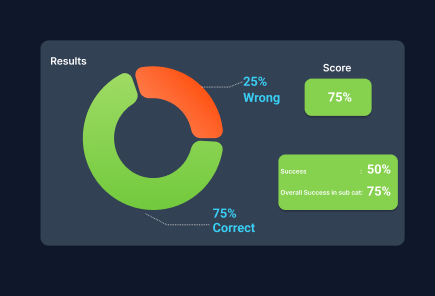 Results
25%
Wrong
75%
Correct
Score
75%
Success : 50%
Overall Success in sub cat: 75%